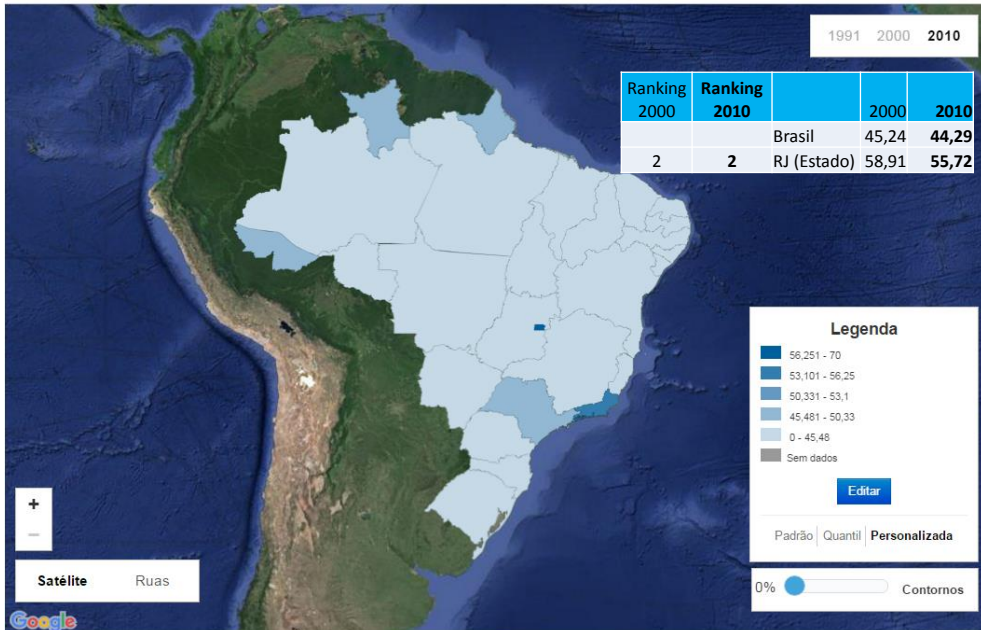 1991 2000 2010
Ranking 2000 Ranking 2010 2000 2010
Brasil 45,24 44,29
2 2 RJ (Estado) 58,91 55,72
Legenda
56,251 - 70
53,101 - 56,25
50,331 - 53,1
45,481 - 50,33
0 - 45,48
Sem dados
Editar
Padrão Quantil Personalizada
0% Contornos
+
−
Satélite Ruas
Google